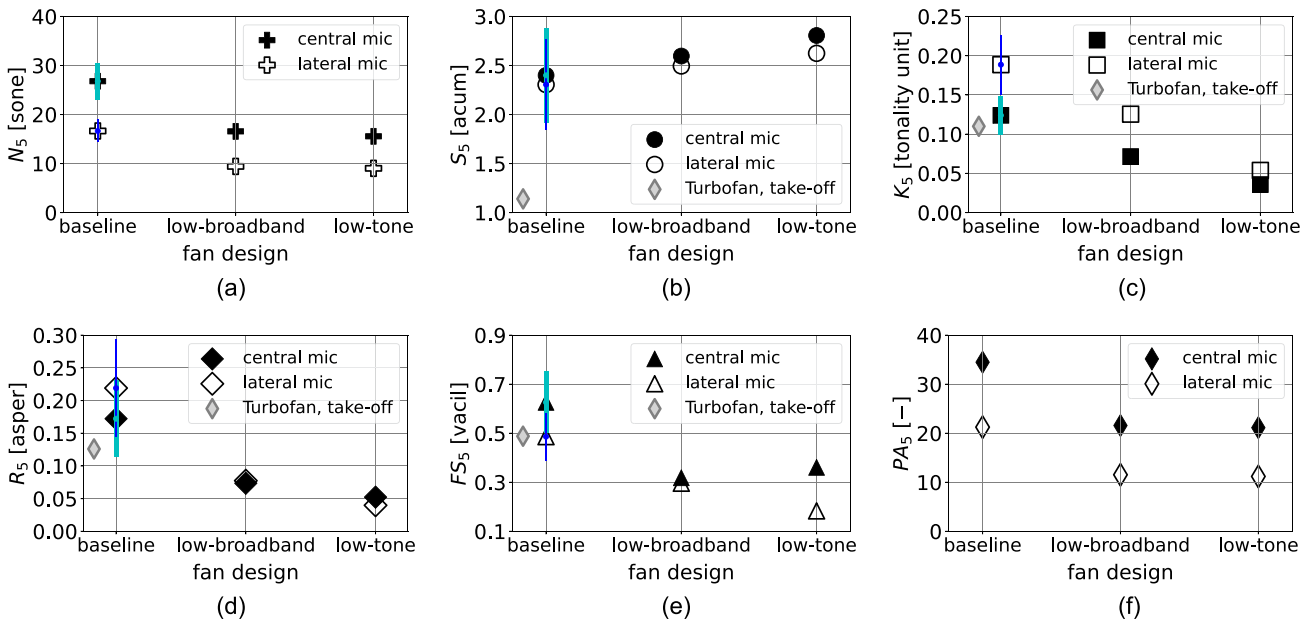 40
30
20
10
0
N5 [sone]
central mic
lateral mic
baseline low-broadband low-tone
fan design
(a)
3.0
2.5
2.0
1.5
1.0
S5 [acum]
central mic
lateral mic
Turbofan, take-off
baseline low-broadband low-tone
fan design
(b)
0.25
0.20
0.15
0.10
0.05
0.00
K5 [tonality unit]
central mic
lateral mic
Turbofan, take-off
baseline low-broadband low-tone
fan design
(c)
0.30
0.25
0.20
0.15
0.10
0.05
0.00
R5 [asper]
central mic
lateral mic
Turbofan, take-off
baseline low-broadband low-tone
fan design
(d)
0.9
0.7
0.5
0.3
0.1
FS5 [vacil]
central mic
lateral mic
Turbofan, take-off
baseline low-broadband low-tone
fan design
(e)
40
30
20
10
0
PA5 [−]
central mic
lateral mic
baseline low-broadband low-tone
fan design
(f)